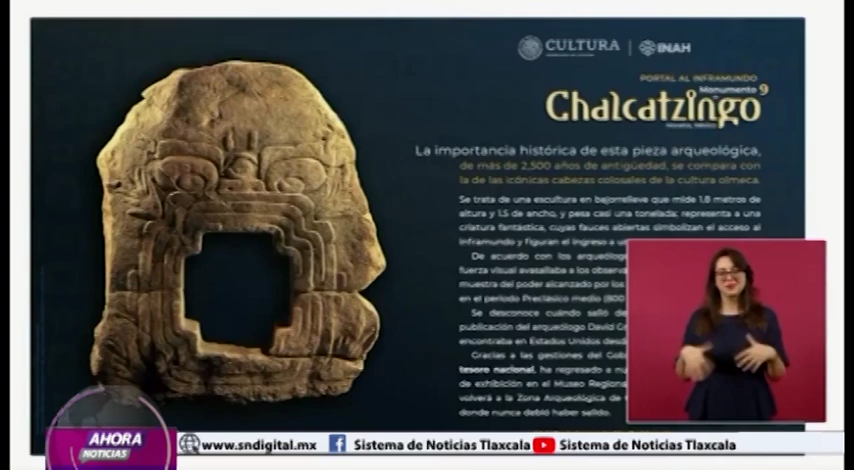 CULTURA
INAH
PORTAL AL INFRAMUNDO
Monumento 9
Chalcatzingo
La importancia histórica de esta pieza arqueológica,
de más de 2,500 años de antigüedad, se compara con
la de las icónicas cabezas colosales de la cultura olmeca.
Se trata de una escultura en bajorrelieve que mide 1.8 metros de
altura y 1.5 de ancho, y pesa casi una tonelada; representa a una
criatura fantástica, cuyas fauces abiertas simbolizan el acceso al
inframundo y figuran el ingreso a
De acuerdo con los
fuerza visual avasallaba a los
muestra del poder alcanzado por los
en el periodo Preclásico medio (800
Se desconoce cuándo salió de
publicación del arqueólogo David
encontraba en Estados Unidos
Gracias a las gestiones del
tesoro nacional, ha regresado a
de exhibición en el Museo
volverá a la Zona Arqueológica de
donde nunca debió haber salido.
AHORA
NOTICIAS
www.sndigital.mx
Sistema de Noticias Tlaxcala
Sistema de Noticias Tlaxcala